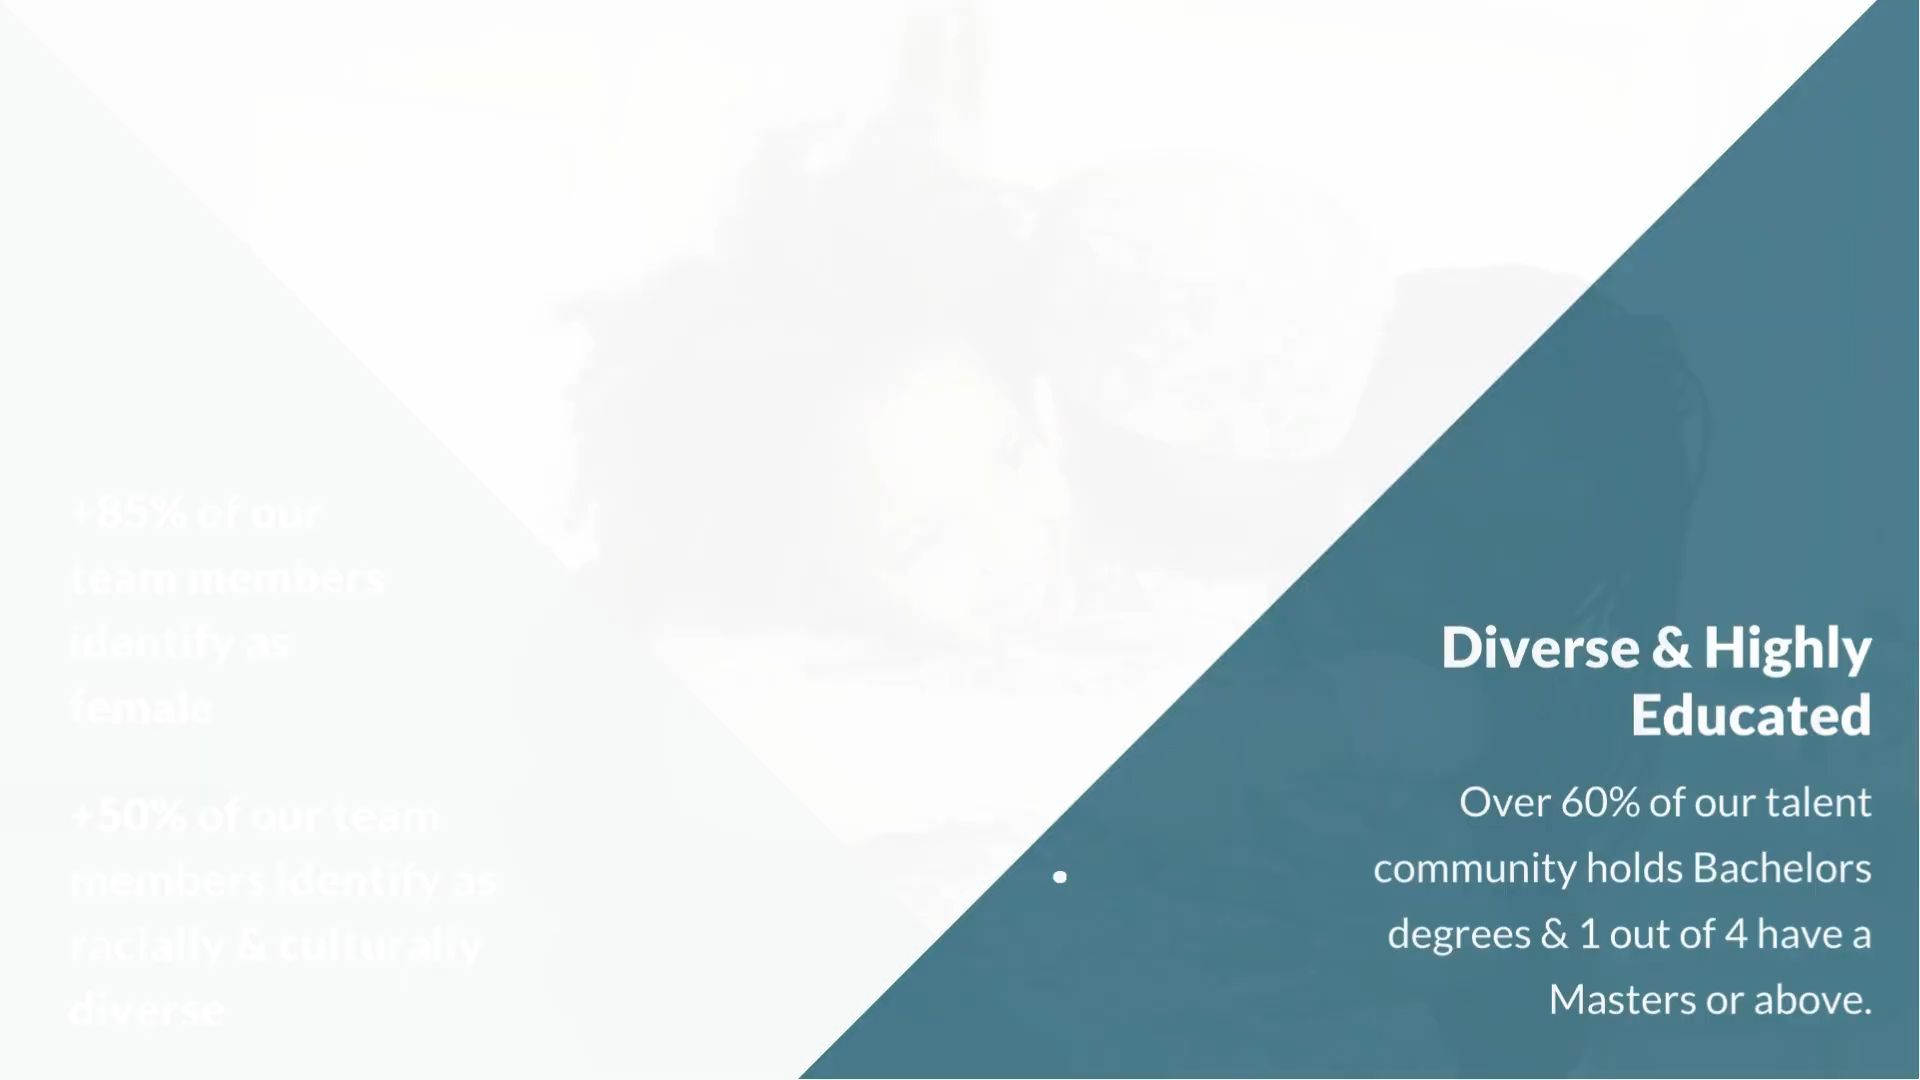 +85% of our
team members
identify as
female
+50% of our team
members identify as
racially & culturally
diverse
Diverse & Highly
Educated
Over 60% of our talent
community holds Bachelors
degrees & 1 out of 4 have a
Masters or above.